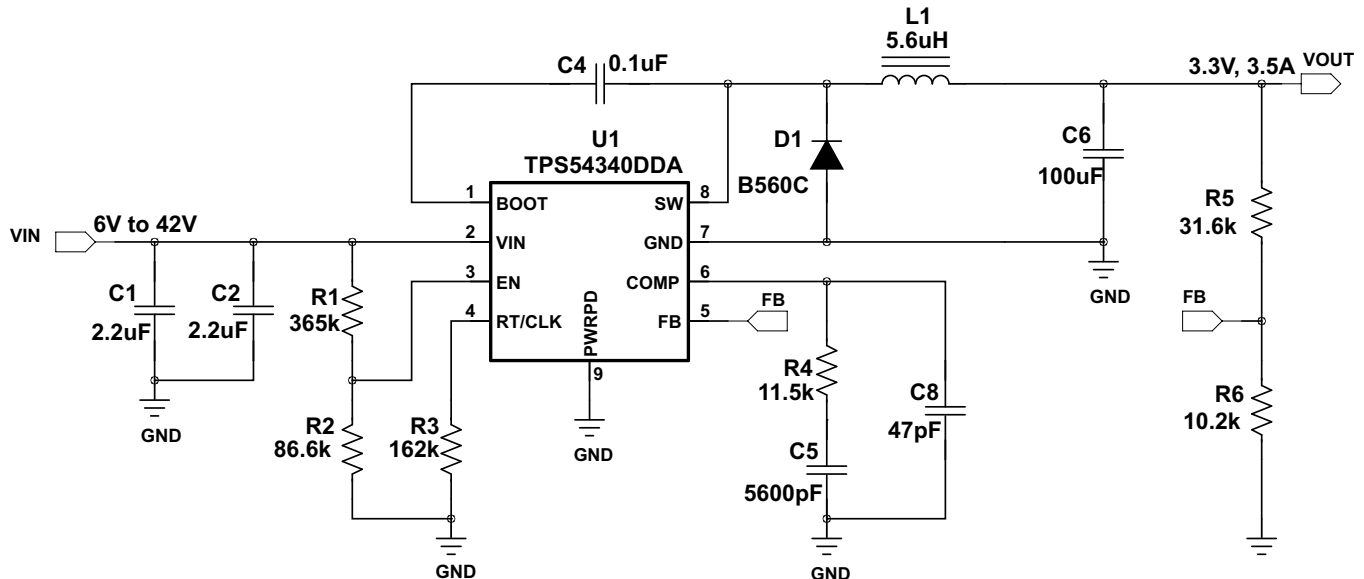 L1
5.6uH
C4
0.1uF
3.3V, 3.5A
VOUT
U1
TPS54340DDA
D1
B560C
C6
100uF
1
BOOT
SW
8
R5
31.6k
VIN
6V to 42V
2
VIN
GND
7
3
EN
COMP
6
GND
C1
2.2uF
C2
2.2uF
R1
365k
4
RT/CLK
PWRPD
FB
5
FB
FB
9
R4
11.5k
C8
47pF
R6
10.2k
GND
R2
86.6k
R3
162k
GND
C5
5600pF
GND
GND